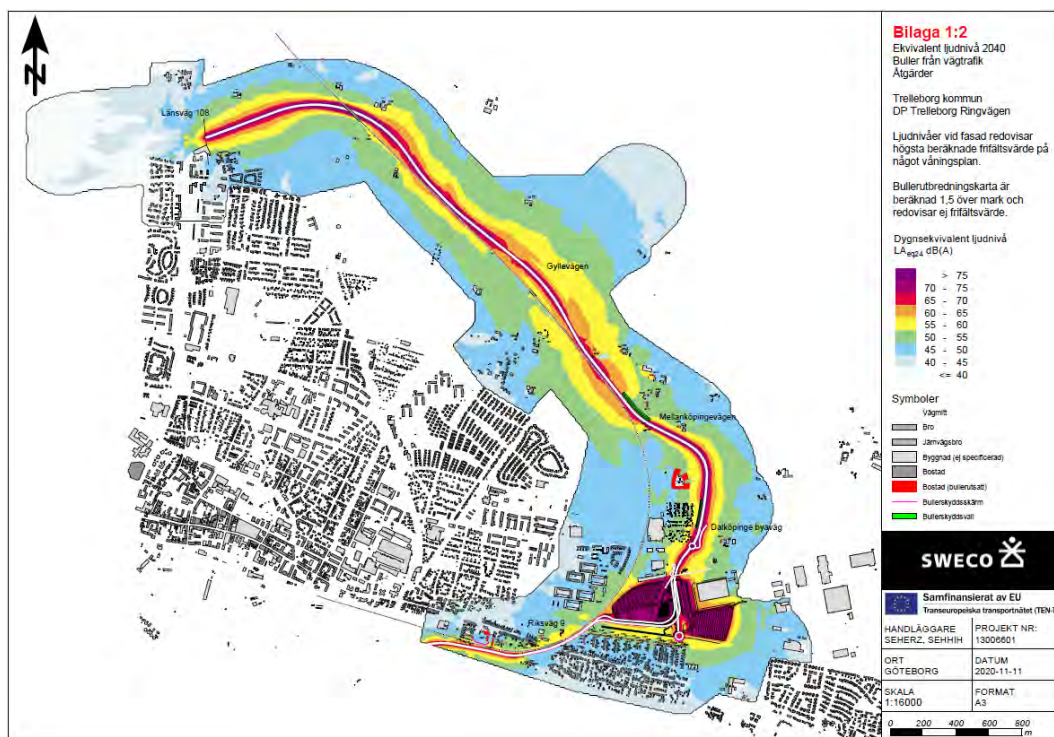 N
Länsväg 108
Gyllevägen
Mellanköpingevägen
Dalköpinge byaväg
Riksväg 9
Bilaga 1:2
Ekvivalent ljudnivå 2040
Buller från vägtrafik
Åtgärder
Trelleborg kommun
DP Trelleborg Ringvägen
Ljudnivåer vid fasad redovisar
högsta beräknade frifältsvärde på
något våningsplan.
Bullerutbredningskarta är
beräknad 1,5 över mark och
redovisar ej frifältsvärde.
Dygnsekvivalent ljudnivå
LAeq24 dB(A)
> 75
70 - 75
65 - 70
60 - 65
55 - 60
50 - 55
45 - 50
40 - 45
<= 40
Symboler
Vägmitt
Bro
Järnvägsbro
Byggnad (ej specificerad)
Bostad
Bostad (bullerutsatt)
Bullerskyddsskärm
Bullerskyddsvall
SWECO
Samfinansierat av EU
Transeuropeiska transportnätet (TEN-
HANDLÄGGARE
SEHERZ, SEHHIH
PROJEKT NR:
13006601
ORT
GÖTEBORG
DATUM
2020-11-11
SKALA
1:16000
FORMAT
A3
0 200 400 600 800
m